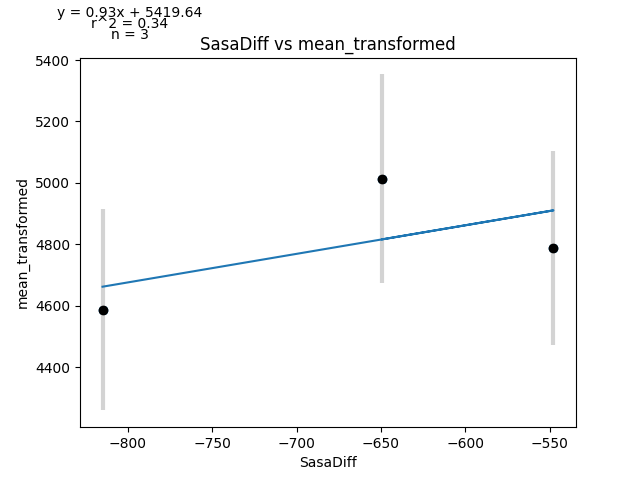 y = 0.93x + 5419.64
r^2 = 0.34
n = 3
SasaDiff vs mean_transformed
5400
5200
5000
4800
4600
4400
mean_transformed
−800
−750
−700
−650
−600
−550
SasaDiff